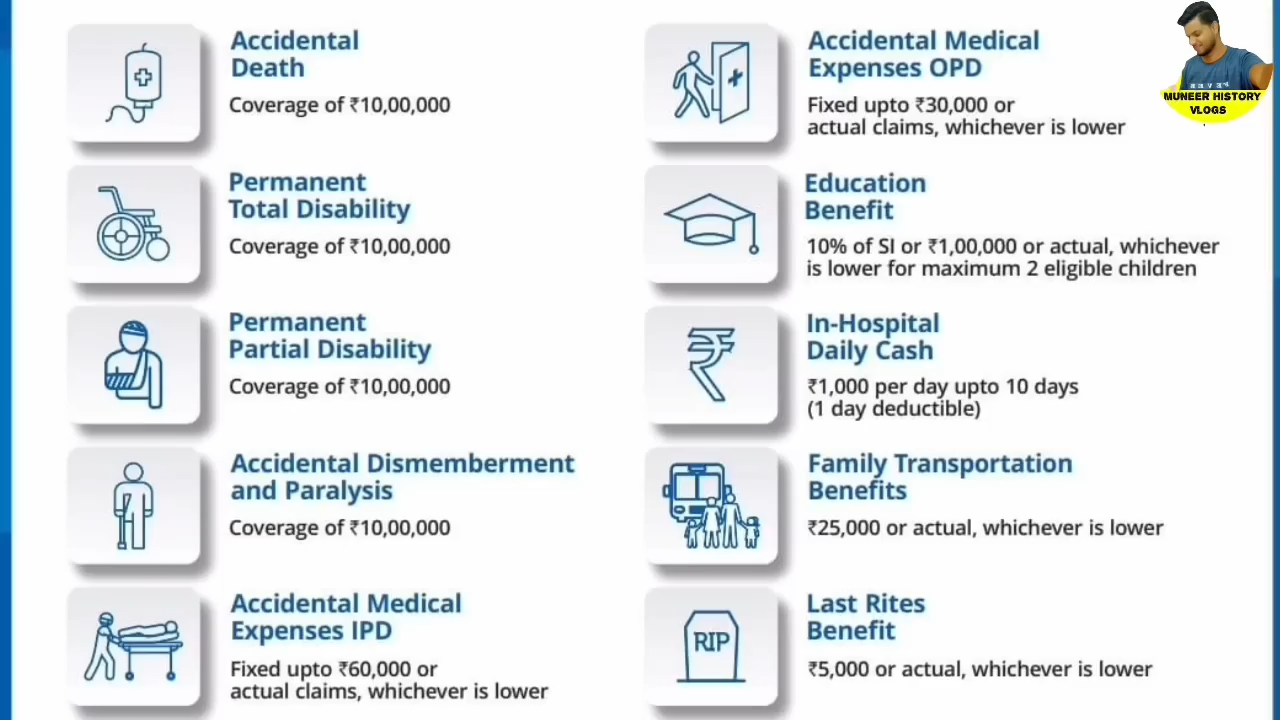 Accidental
Death
Coverage of ₹10,00,000
Permanent
Total Disability
Coverage of ₹10,00,000
Permanent
Partial Disability
Coverage of ₹10,00,000
Accidental Dismemberment
and Paralysis
Coverage of ₹10,00,000
Accidental Medical
Expenses IPD
Fixed upto ₹60,000 or
actual claims, whichever is lower
Accidental Medical
Expenses OPD
Fixed upto ₹30,000 or
actual claims, whichever is lower
Education
Benefit
10% of SI or ₹1,00,000 or actual, whichever
is lower for maximum 2 eligible children
In-Hospital
Daily Cash
₹1,000 per day upto 10 days
(1 day deductible)
Family Transportation
Benefits
₹25,000 or actual, whichever is lower
RIP
Last Rites
Benefit
₹5,000 or actual, whichever is lower
MUNEER HISTORY
VLOGS